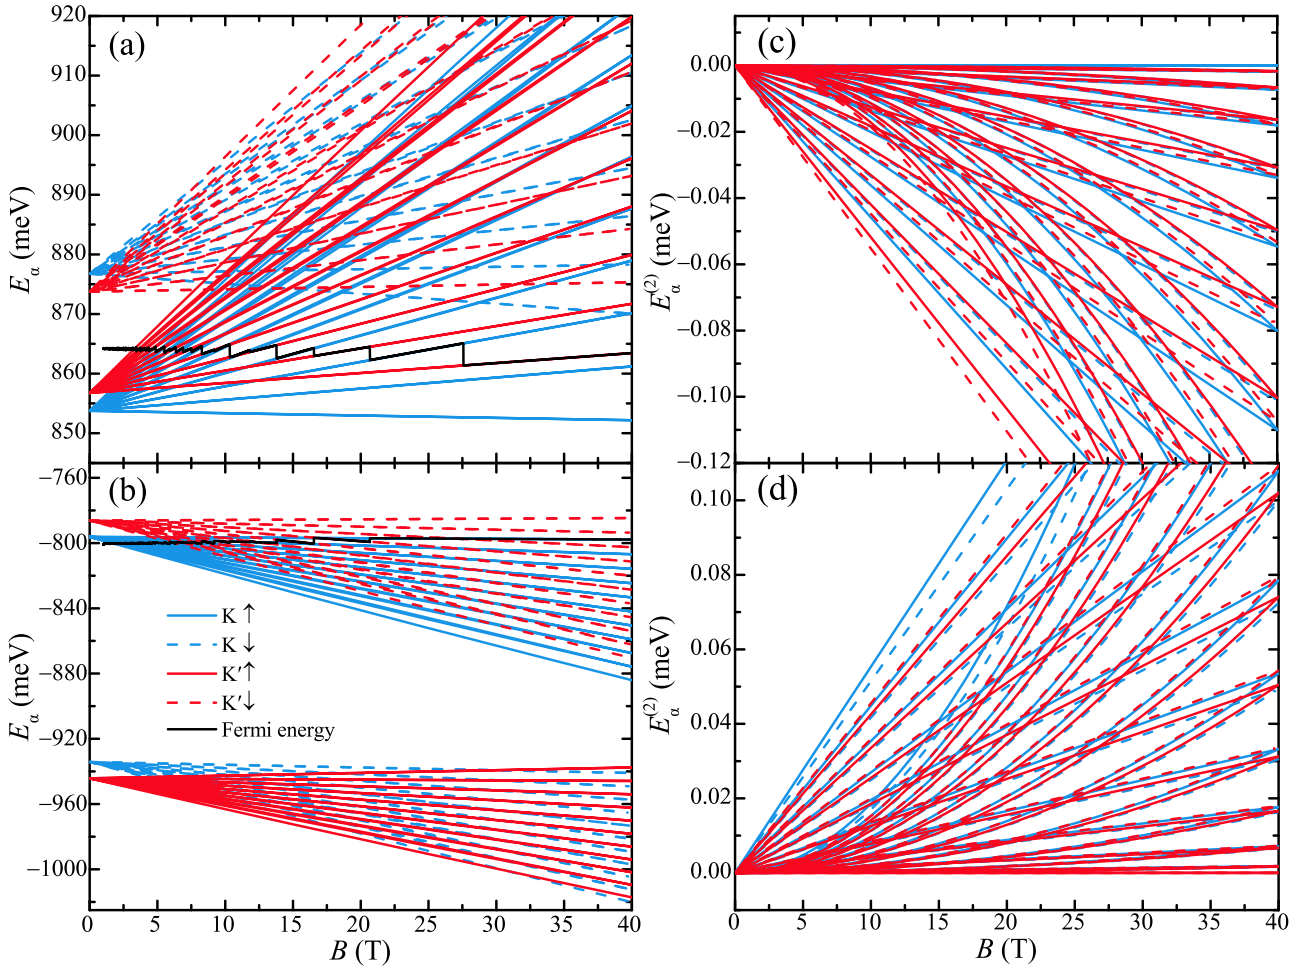 (a)
920
910
900
890
880
870
860
850
E_α (meV)
(b)
−760
−800
−840
−880
−920
−960
−1000
E_α (meV)
K ↑
K ↓
K′↑
K′↓
Fermi energy
0 5 10 15 20 25 30 35 40
B (T)
(c)
0.00
−0.02
−0.04
−0.06
−0.08
−0.10
−0.12
E_α^(2) (meV)
(d)
0.10
0.08
0.06
0.04
0.02
0.00
E_α^(2) (meV)
0 5 10 15 20 25 30 35 40
B (T)